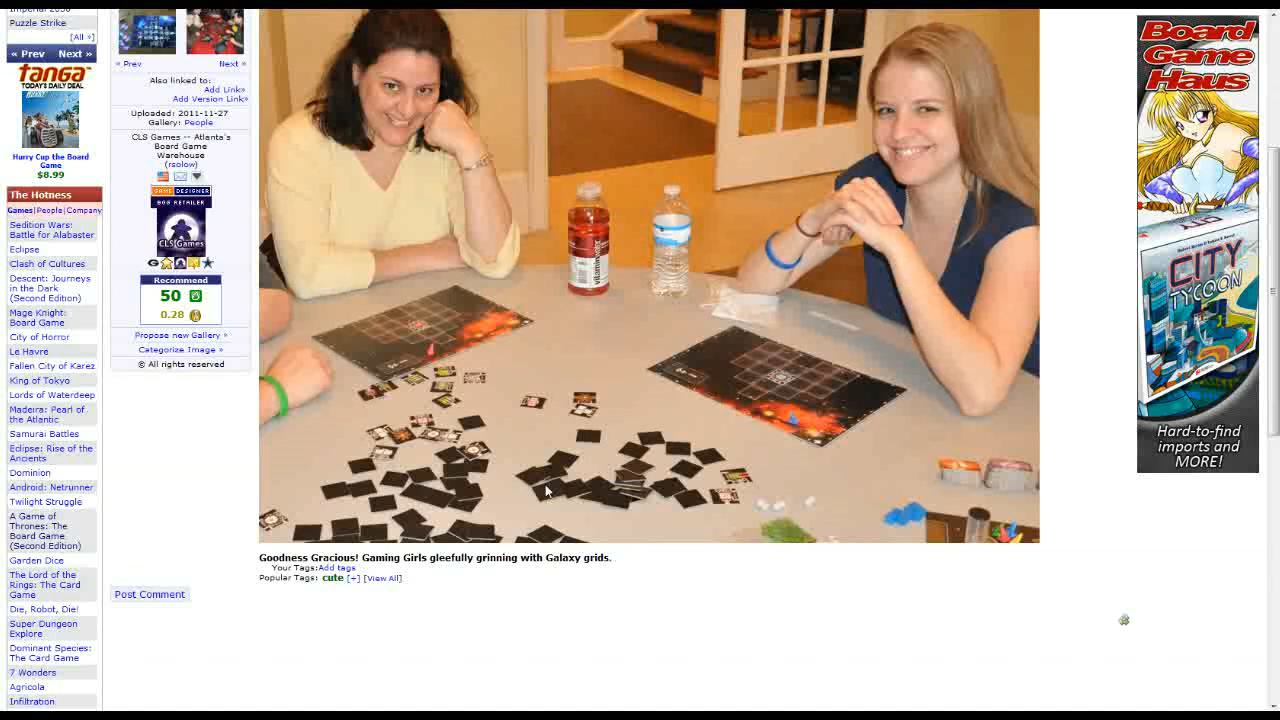 Imperial 2030
Puzzle Strike
[All »]
« Prev Next »
tanga
TODAY'S DAILY DEAL
Hurry Cup the Board
Game
$8.99
The Hotness
Games|People|Company
Sedition Wars:
Battle for Alabaster
Eclipse
Clash of Cultures
Descent: Journeys
in the Dark
(Second Edition)
Mage Knight:
Board Game
City of Horror
Le Havre
Fallen City of Karez
King of Tokyo
Lords of Waterdeep
Madeira: Pearl of
the Atlantic
Samurai Battles
Eclipse: Rise of the
Ancients
Dominion
Android: Netrunner
Twilight Struggle
A Game of
Thrones: The
Board Game
(Second Edition)
Garden Dice
The Lord of the
Rings: The Card
Game
Die, Robot, Die!
Super Dungeon
Explore
Dominant Species:
The Card Game
7 Wonders
Agricola
Infiltration
« Prev Next »
Also linked to:
Add Link»
Add Version Link»
Uploaded: 2011-11-27
Gallery: People
CLS Games -- Atlanta's
Board Game
Warehouse
(rsolow)
GAME DESIGNER
BGG RETAILER
CLS Games
Recommend
50
0.28
Propose new Gallery »
Categorize Image »
© All rights reserved
Post Comment
vitaminwater
Goodness Gracious! Gaming Girls gleefully grinning with Galaxy grids.
Your Tags:Add tags
Popular Tags: cute [+] [View All]
Board
Game
Haus
CITY
TYCOON
Hard-to-find
imports and
MORE!